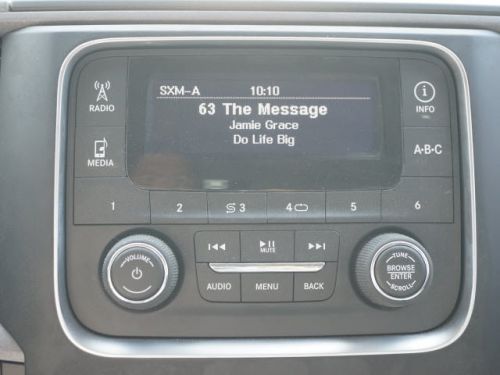 SXM-A 10:10
63 The Message
Jamie Grace
Do Life Big
RADIO
INFO
MEDIA
A-B-C
1 2 3 4 5 6
VOLUME
MUTE
TUNE
BROWSE
ENTER
SCROLL
AUDIO MENU BACK